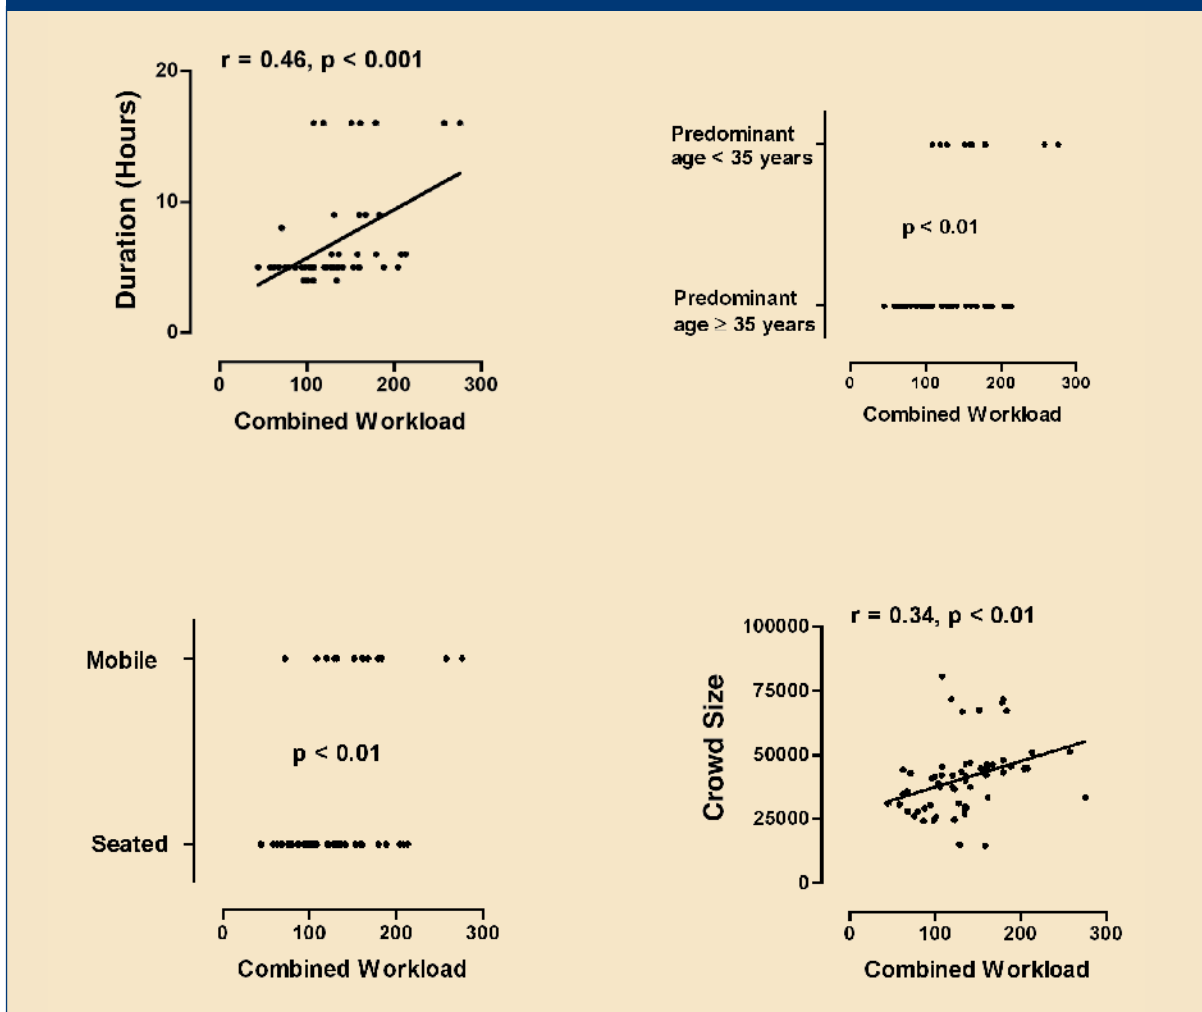 r = 0.46, p < 0.001
20
10
0
Duration (Hours)
0 100 200 300
Combined Workload
Predominant
age < 35 years
p < 0.01
Predominant
age ≥ 35 years
0 100 200 300
Combined Workload
Mobile
p < 0.01
Seated
0 100 200 300
Combined Workload
r = 0.34, p < 0.01
100000
75000
50000
25000
0
Crowd Size
0 100 200 300
Combined Workload